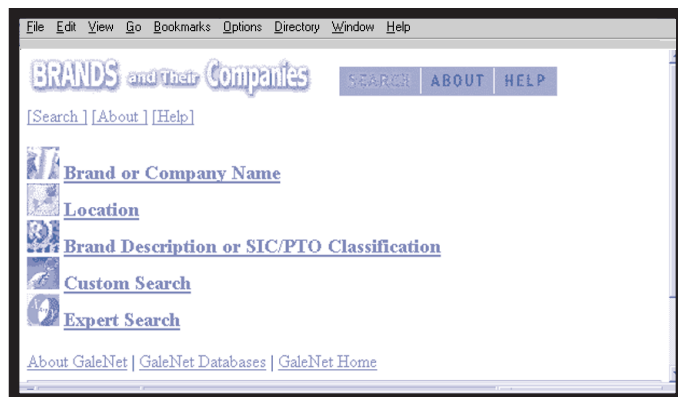 File Edit View Go Bookmarks Options Directory Window Help
BRANDS and Their Companies SEARCH ABOUT HELP
[Search ] [About ] [Help]
Brand or Company Name
Location
Brand Description or SIC/PTO Classification
Custom Search
Expert Search
About GaleNet | GaleNet Databases | GaleNet Home